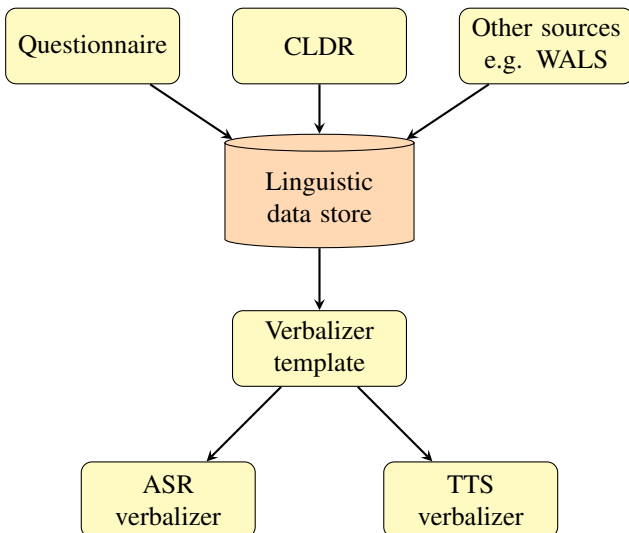 Questionnaire
CLDR
Other sources
e.g. WALS
Linguistic
data store
Verbalizer
template
ASR
verbalizer
TTS
verbalizer